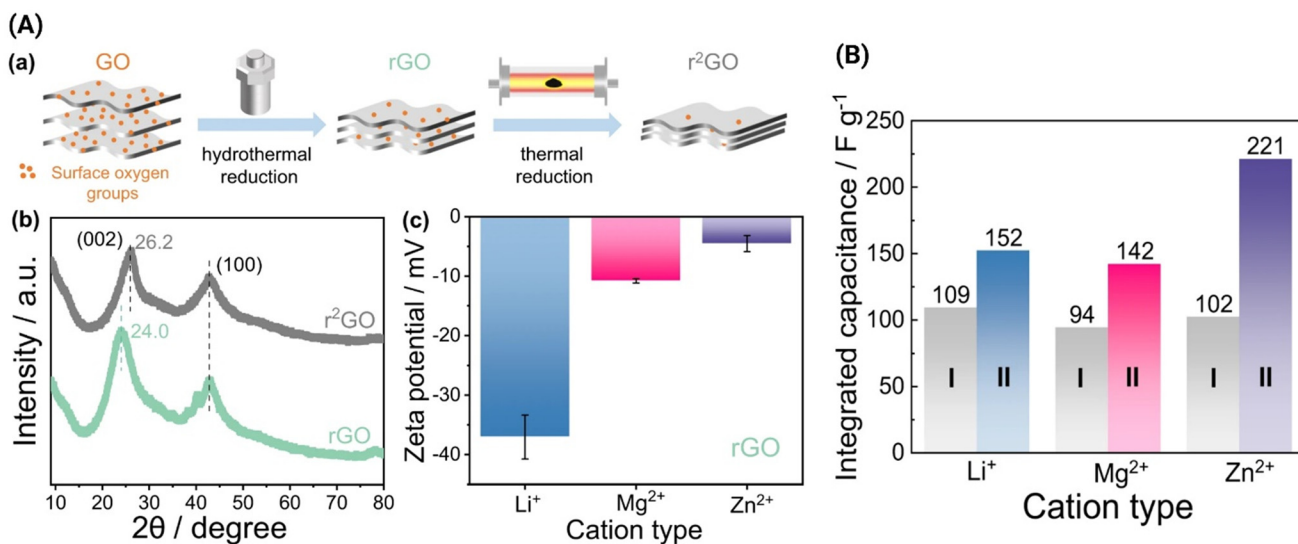 (A)
(a)
GO
rGO
r²GO
hydrothermal
reduction
thermal
reduction
Surface oxygen
groups
(b)
(002)
26.2
(100)
r²GO
24.0
rGO
Intensity / a.u.
10 20 30 40 50 60 70 80
2θ / degree
(c)
0
-10
-20
-30
-40
Zeta potential / mV
rGO
Li⁺ Mg²⁺ Zn²⁺
Cation type
(B)
Integrated capacitance / F g⁻¹
250
200
150
100
50
0
109
152
94
142
102
221
I II I II I II
Li⁺ Mg²⁺ Zn²⁺
Cation type